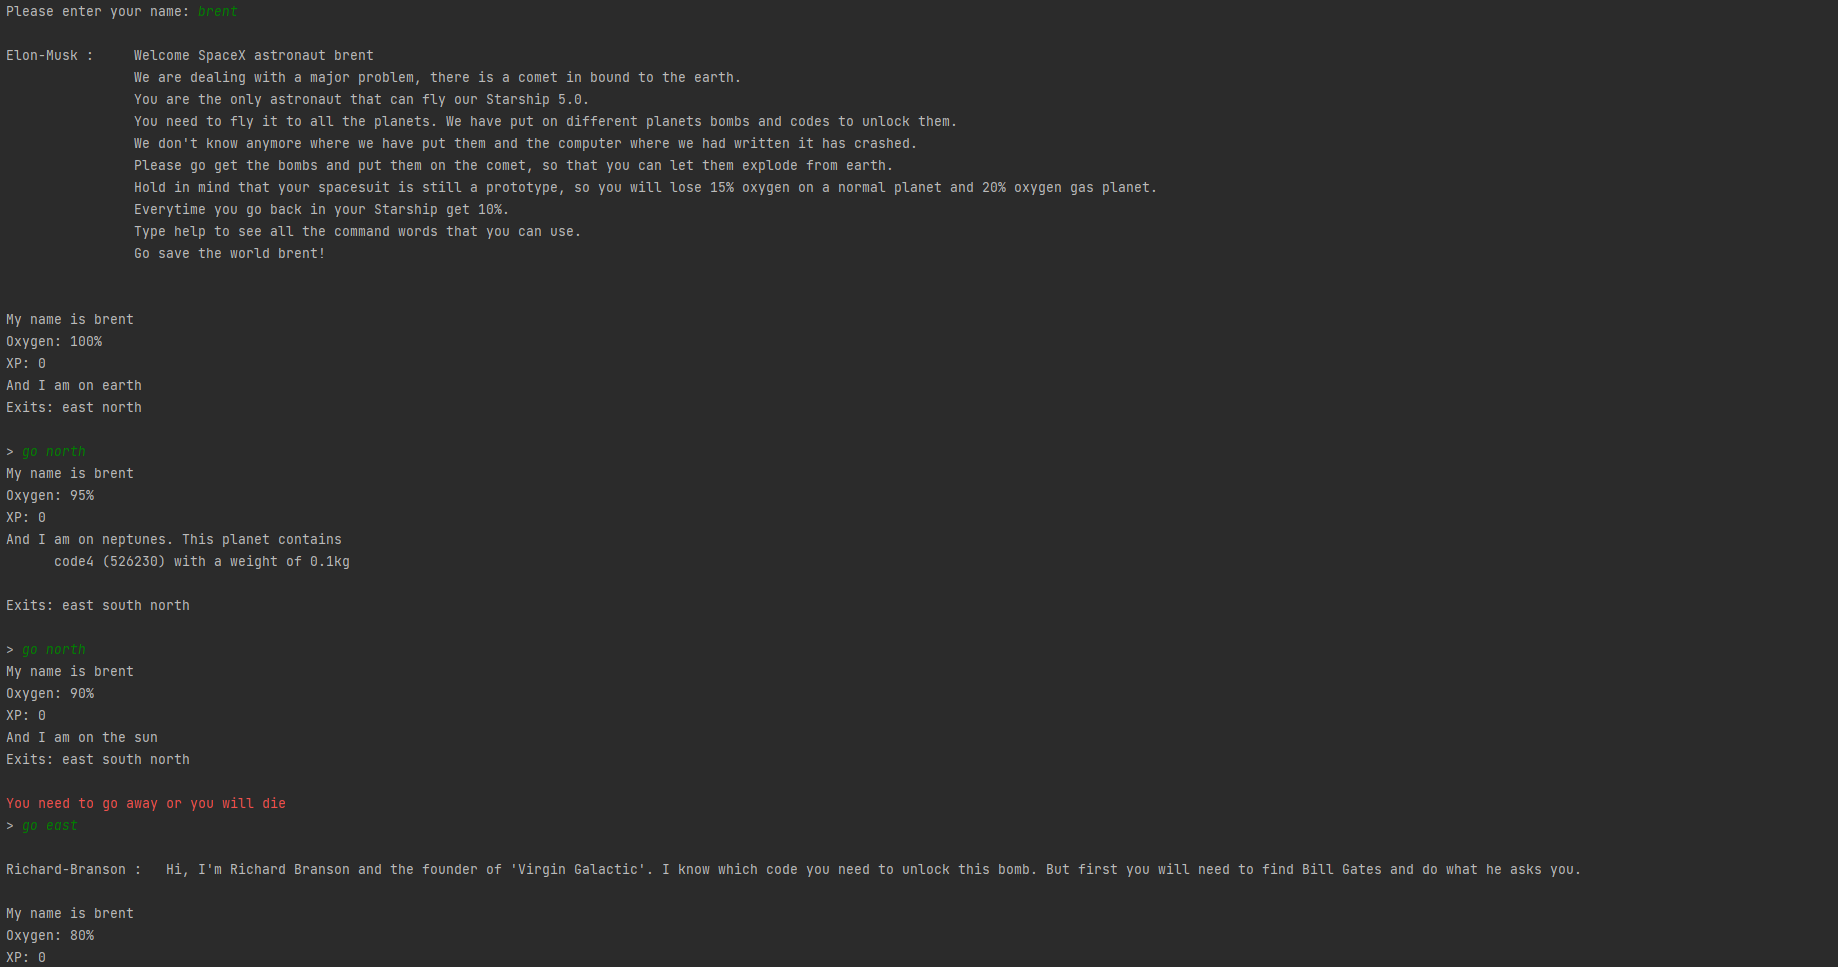 Please enter your name: brent
Elon-Musk :     Welcome SpaceX astronaut brent
We are dealing with a major problem, there is a comet in bound to the earth.
You are the only astronaut that can fly our Starship 5.0.
You need to fly it to all the planets. We have put on different planets bombs and codes to unlock them.
We don't know anymore where we have put them and the computer where we had written it has crashed.
Please go get the bombs and put them on the comet, so that you can let them explode from earth.
Hold in mind that your spacesuit is still a prototype, so you will lose 15% oxygen on a normal planet and 20% oxygen gas planet.
Everytime you go back in your Starship get 10%.
Type help to see all the command words that you can use.
Go save the world brent!
My name is brent
Oxygen: 100%
XP: 0
And I am on earth
Exits: east north
> go north
My name is brent
Oxygen: 95%
XP: 0
And I am on neptunes. This planet contains
code4 (526230) with a weight of 0.1kg
Exits: east south north
> go north
My name is brent
Oxygen: 90%
XP: 0
And I am on the sun
Exits: east south north
You need to go away or you will die
> go east
Richard-Branson :   Hi, I'm Richard Branson and the founder of 'Virgin Galactic'. I know which code you need to unlock this bomb. But first you will need to find Bill Gates and do what he asks you.
My name is brent
Oxygen: 80%
XP: 0